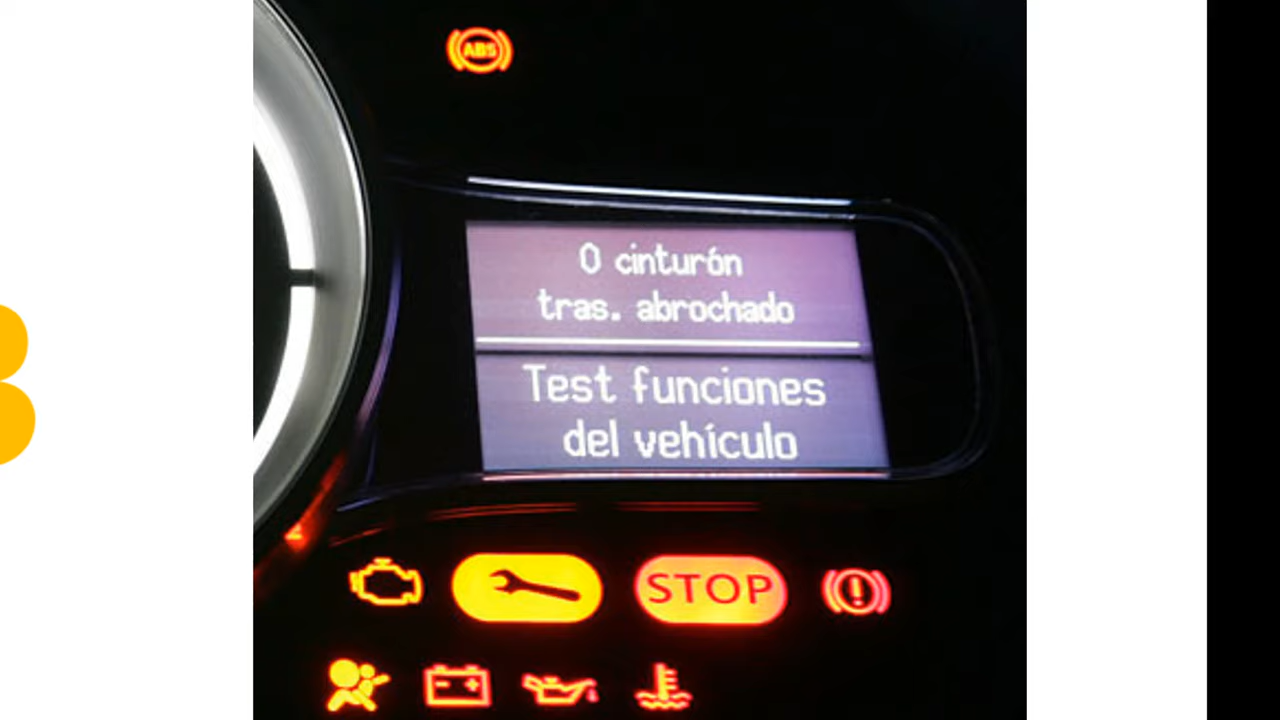 ABS
0 cinturón
tras. abrochado
Test funciones
del vehículo
STOP